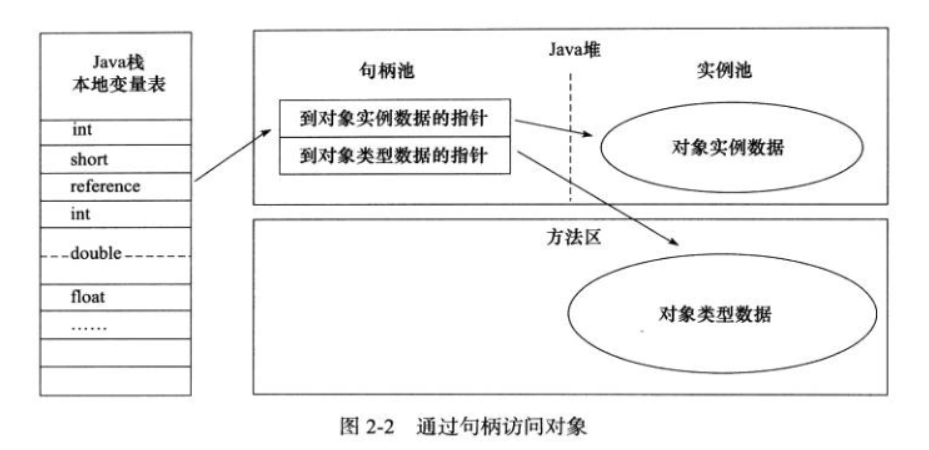 Java栈
本地变量表
int
short
reference
int
double
float
……
Java堆
句柄池
实例池
到对象实例数据的指针
到对象类型数据的指针
对象实例数据
方法区
对象类型数据
图 2-2 通过句柄访问对象